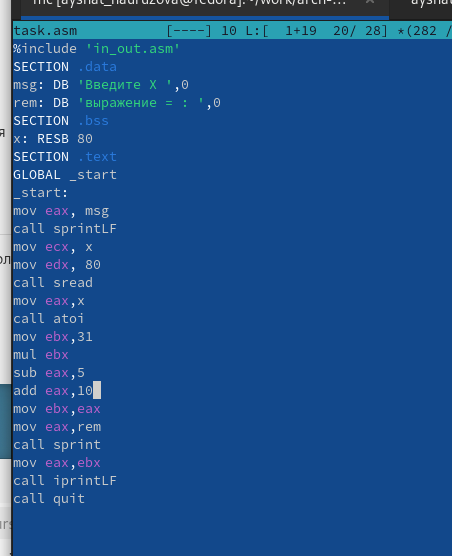 mc [aysnat_nadruzova@fedora]:~/work/arch-...
task.asm [----] 10 L:[ 1+19 20/ 28] *(282 /
%include 'in_out.asm'
SECTION .data
msg: DB 'Введите X ',0
rem: DB 'выражение = : ',0
SECTION .bss
x: RESB 80
SECTION .text
GLOBAL _start
_start:
mov eax, msg
call sprintLF
mov ecx, x
mov edx, 80
call sread
mov eax,x
call atoi
mov ebx,31
mul ebx
sub eax,5
add eax,10
mov ebx,eax
mov eax,rem
call sprint
mov eax,ebx
call iprintLF
call quit